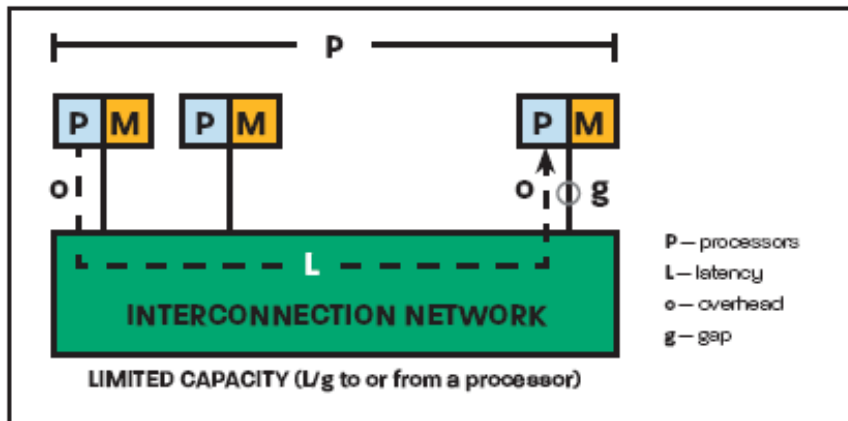 P
P M P M P M
o o g
L
INTERCONNECTION NETWORK
LIMITED CAPACITY (L/g to or from a processor)
P – processors
L – latency
o – overhead
g – gap